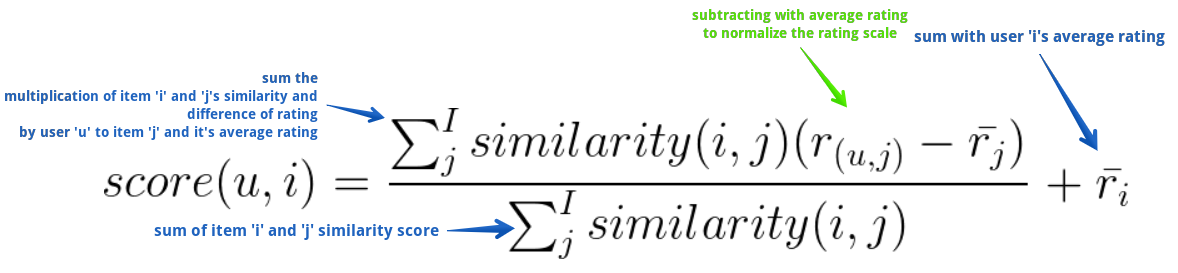 subtracting with average rating
to normalize the rating scale
sum with user 'i's average rating
sum the
multiplication of item 'i' and 'j's similarity and
difference of rating
by user 'u' to item 'j' and it's average rating
score(u, i) = \frac{\sum_j^I similarity(i, j)(r_{(u,j)} - \bar{r_j})}{\sum_j^I similarity(i, j)} + \bar{r_i}
sum of item 'i' and 'j' similarity score